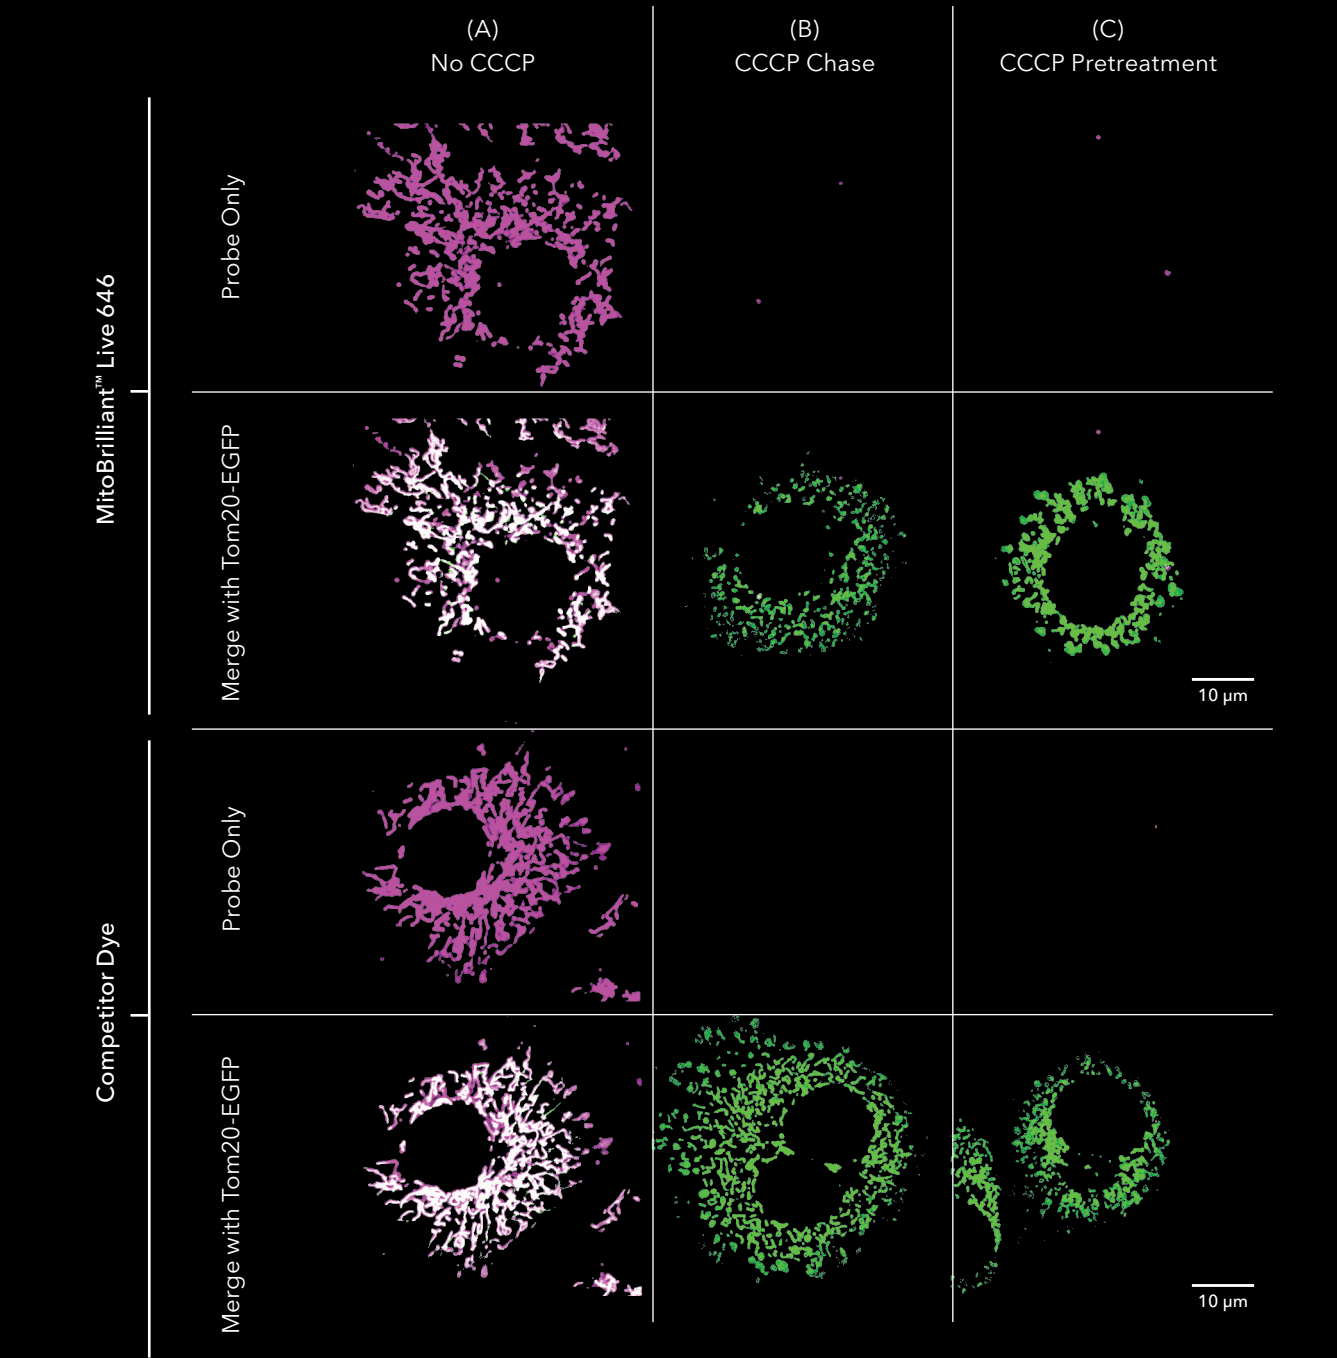 (A)
No CCCP
(B)
CCCP Chase
(C)
CCCP Pretreatment
MitoBrilliant™ Live 646
Probe Only
Merge with Tom20-EGFP
10 µm
Competitor Dye
Probe Only
Merge with Tom20-EGFP
10 µm